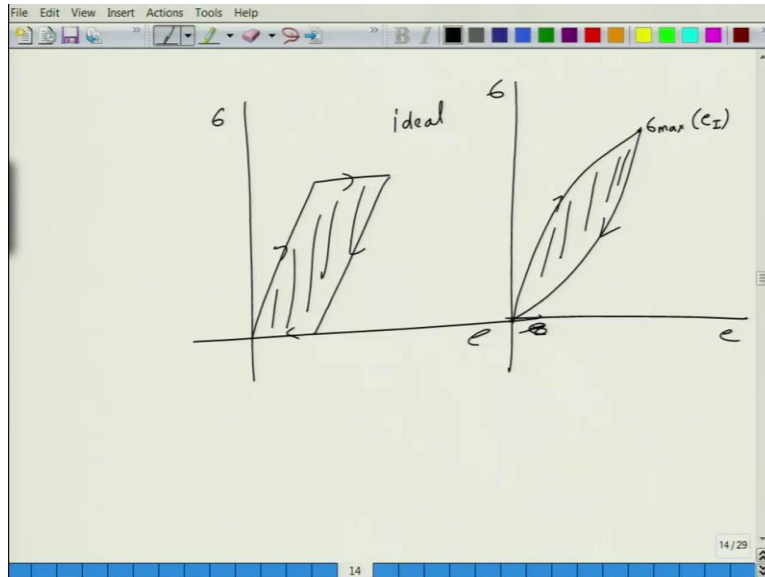 File Edit View Insert Actions Tools Help
B I
6
ideal
e
6
6max (eI)
e
14/29
14